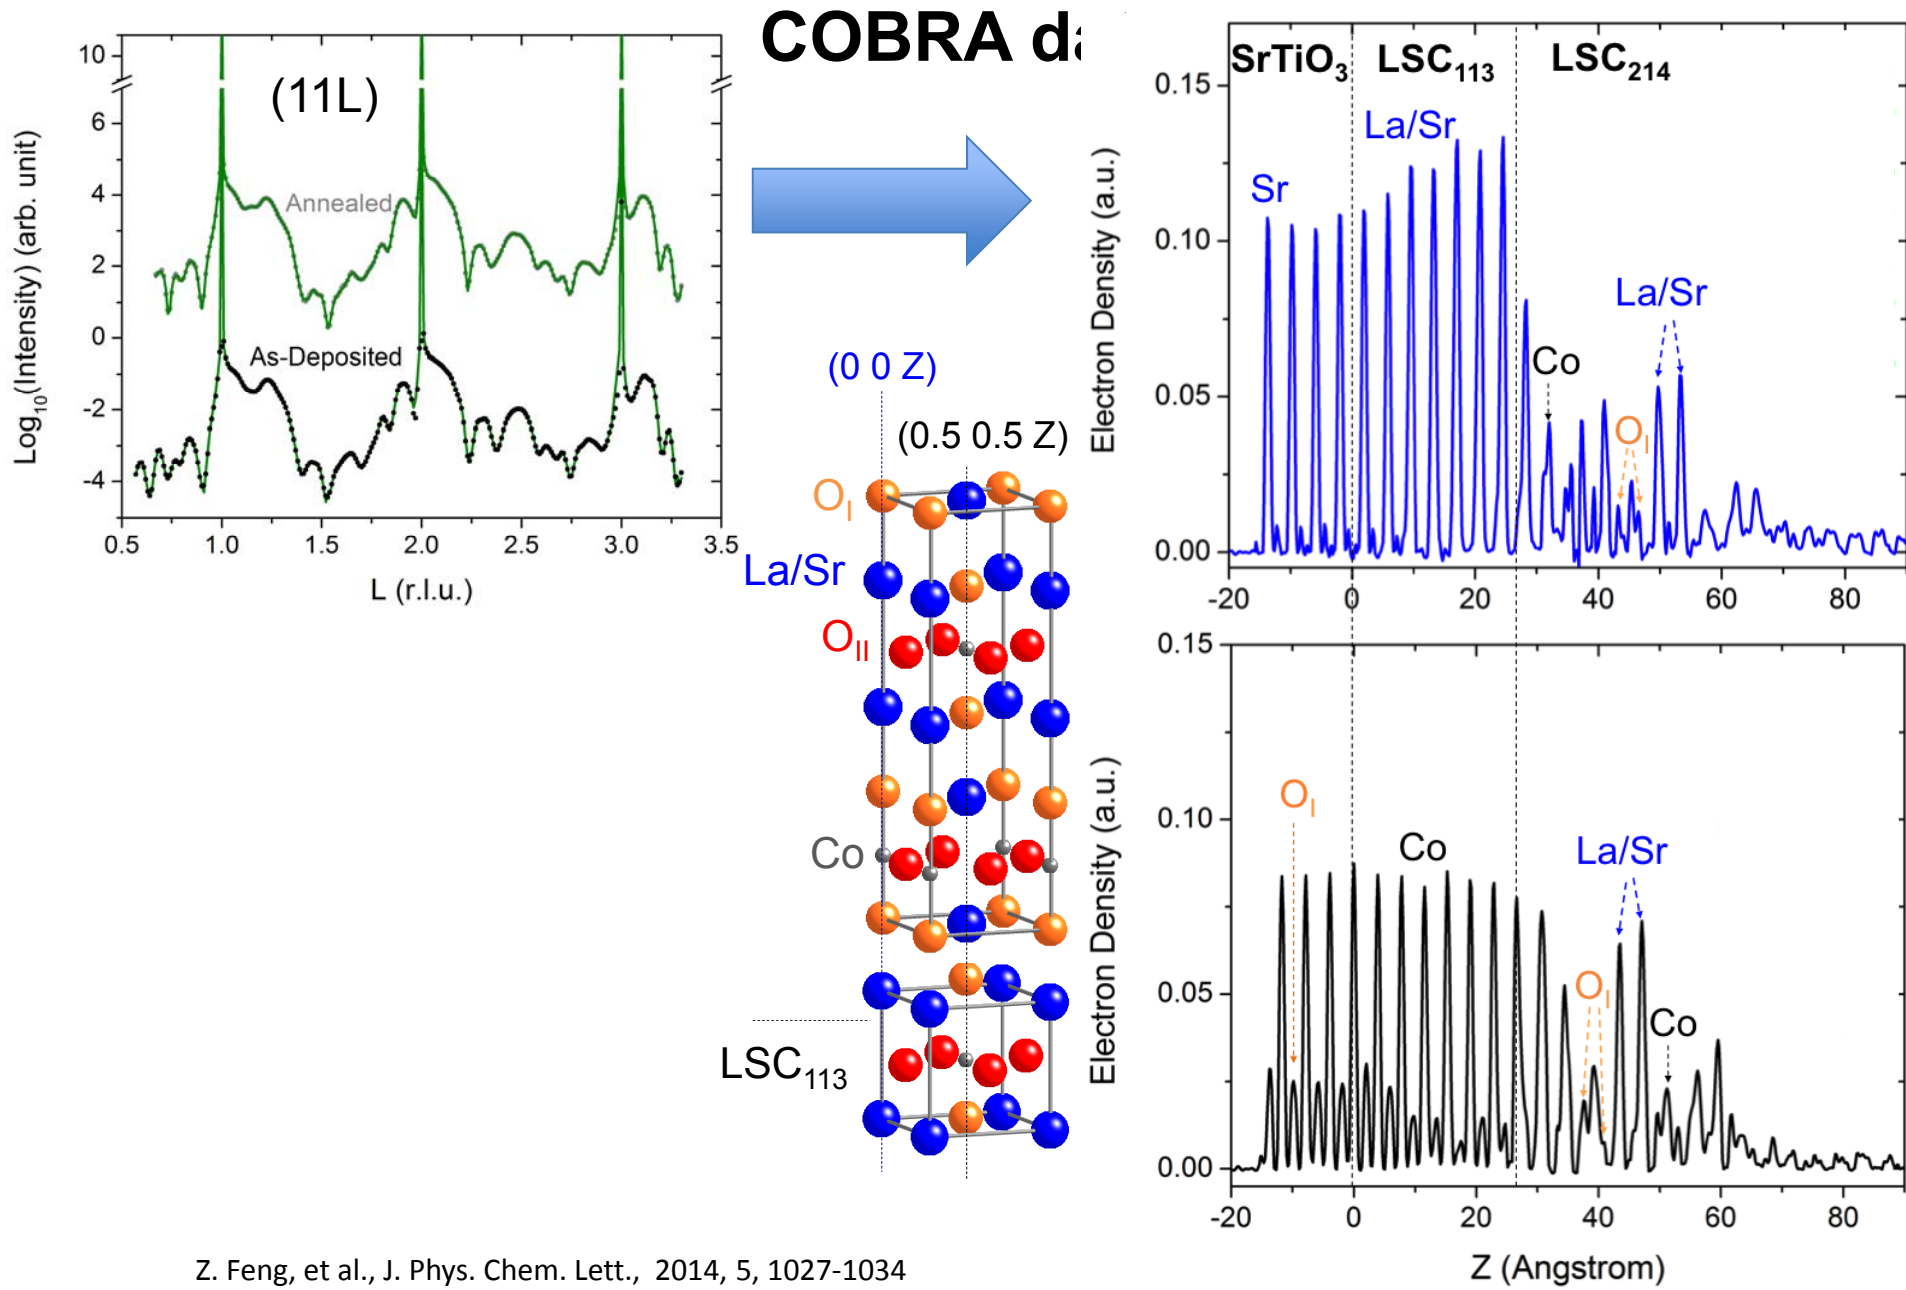 COBRA da
10
6
4
2
0
-2
-4
Log₁₀(Intensity) (arb. unit)
(11L)
Annealed
As-Deposited
0.5 1.0 1.5 2.0 2.5 3.0 3.5
L (r.l.u.)
(0 0 Z)
(0.5 0.5 Z)
O_I
La/Sr
O_II
Co
LSC₁₁₃
SrTiO₃ LSC₁₁₃ LSC₂₁₄
0.15
0.10
0.05
0.00
Electron Density (a.u.)
La/Sr
Sr
La/Sr
Co
O_I
-20 0 20 40 60 80
0.15
0.10
0.05
0.00
Electron Density (a.u.)
O_I
Co
La/Sr
O_I
Co
-20 0 20 40 60 80
Z (Angstrom)
Z. Feng, et al., J. Phys. Chem. Lett., 2014, 5, 1027-1034